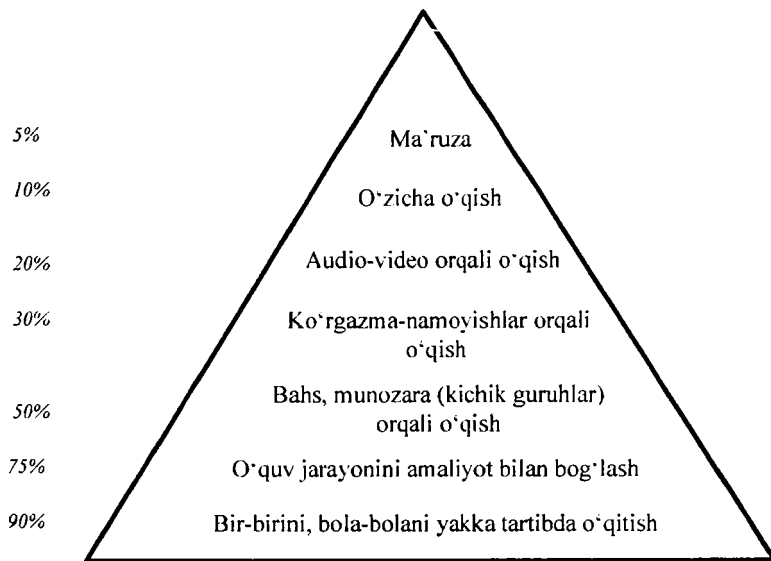 5% Ma`ruza
10% O‘zicha o‘qish
20% Audio-video orqali o‘qish
30% Ko‘rgazma-namoyishlar orqali
o‘qish
Bahs, munozara (kichik guruhlar)
50% orqali o‘qish
75% O‘quv jarayonini amaliyot bilan bog‘lash
90% Bir-birini, bola-bolani yakka tartibda o‘qitish